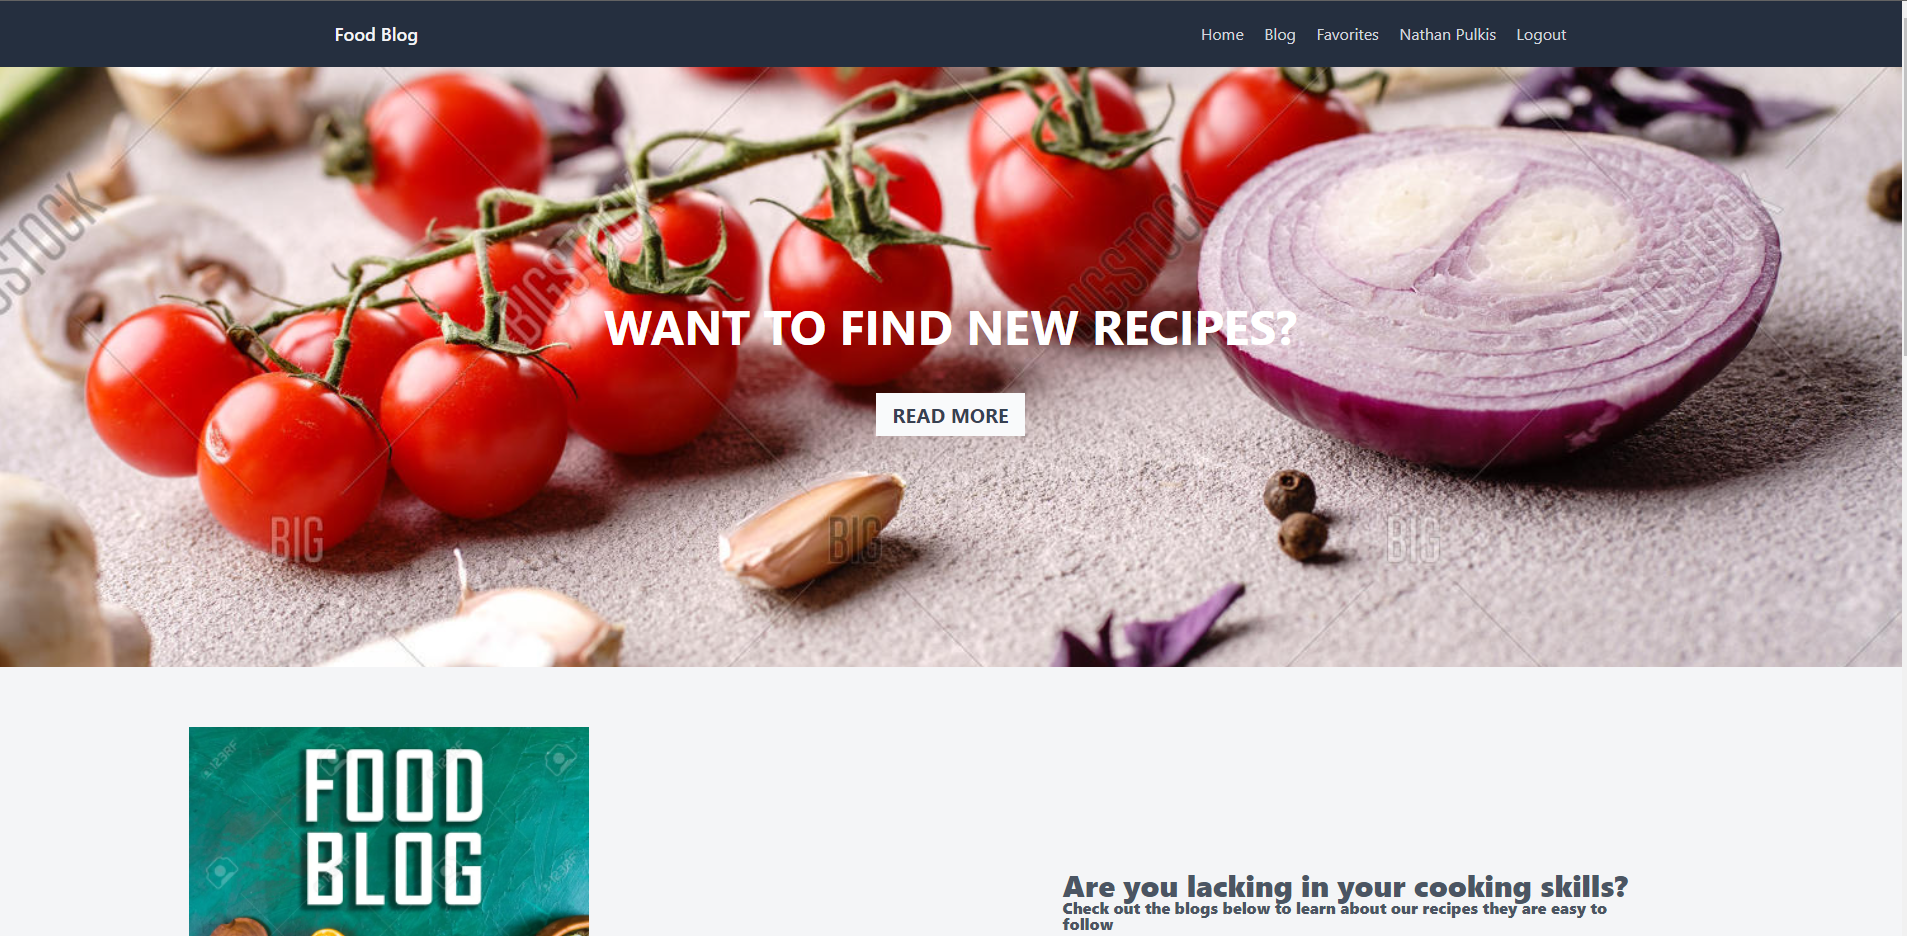 Food Blog
Home Blog Favorites Nathan Pulkis Logout
BIGSTOCK
BIGSTOCK
BIGSTOCK
WANT TO FIND NEW RECIPES?
READ MORE
BIG
BIG
BIG
123RF
FOOD
BLOG
Are you lacking in your cooking skills?
Check out the blogs below to learn about our recipes they are easy to
follow